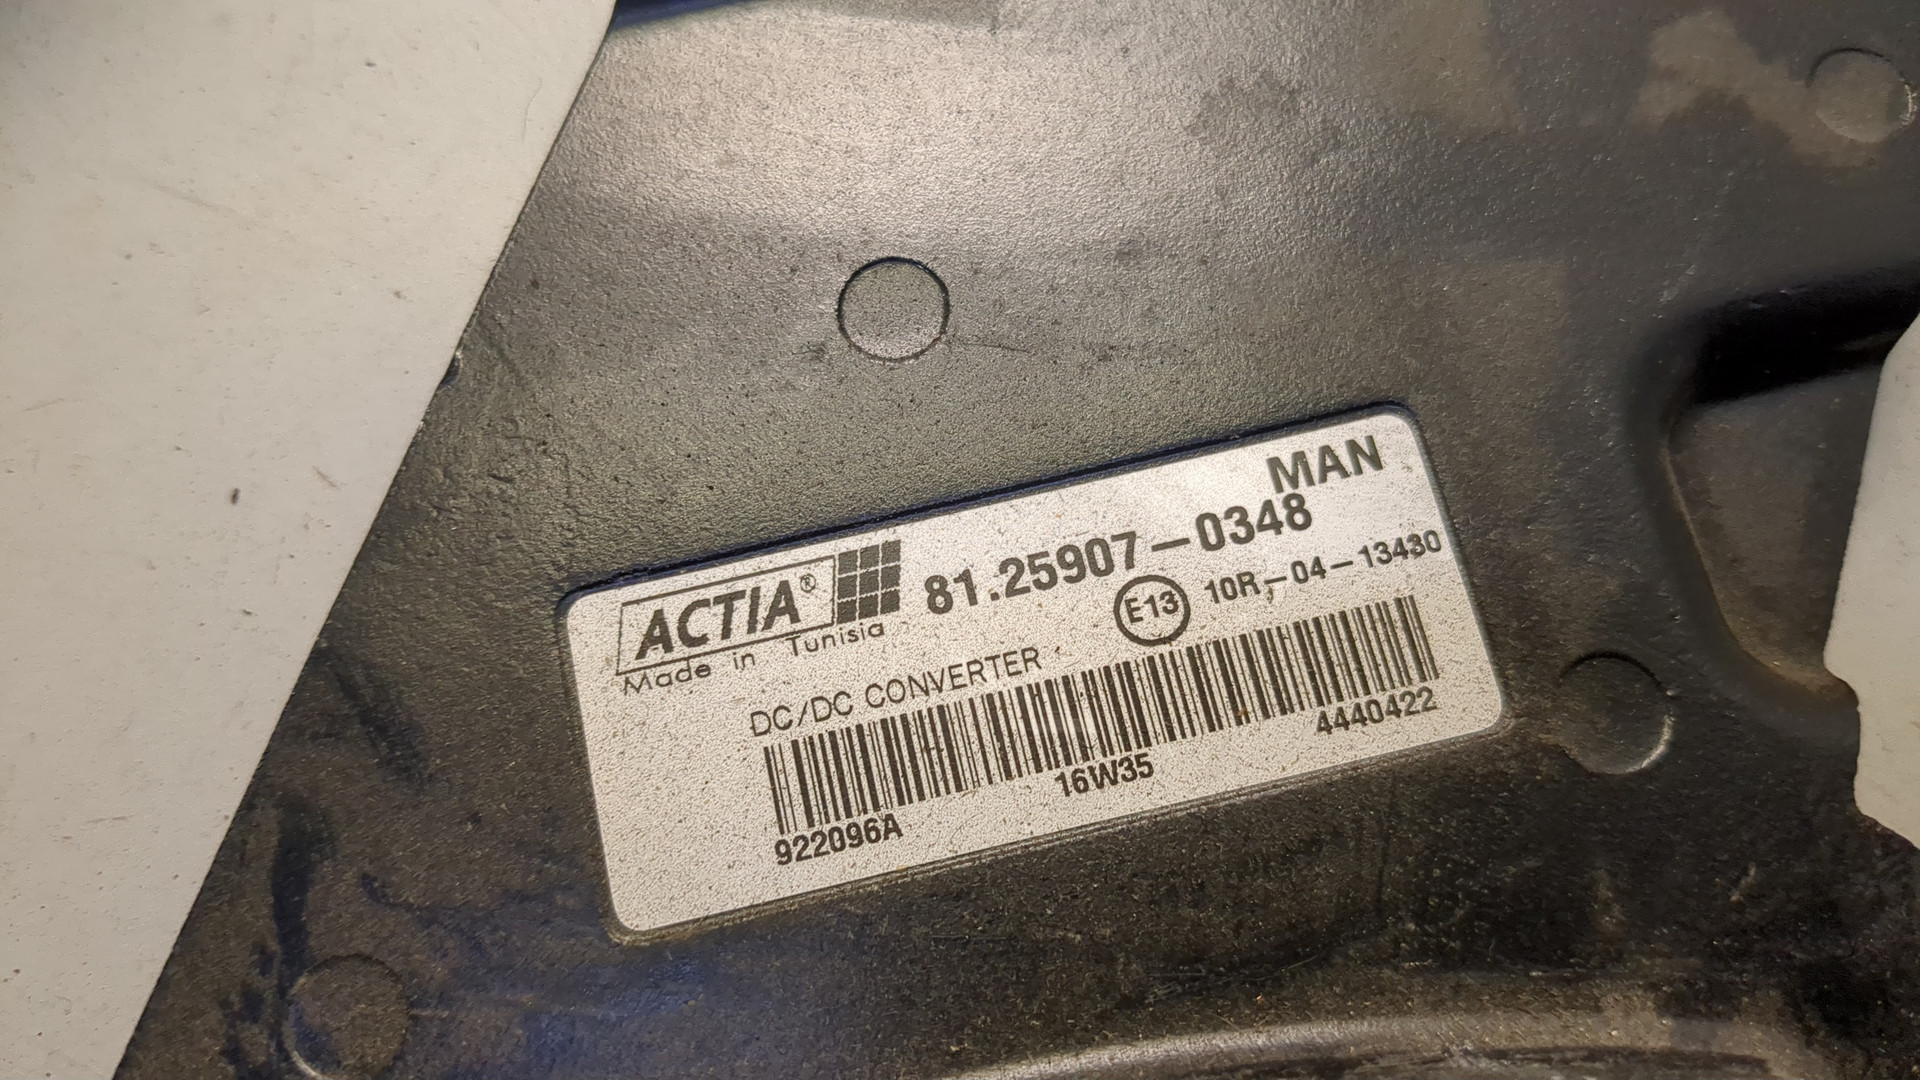 MAN
ACTIA® 81.25907-0348
Made in Tunisia
E13 10R-04-13430
DC/DC CONVERTER
922096A 16W35 4440422